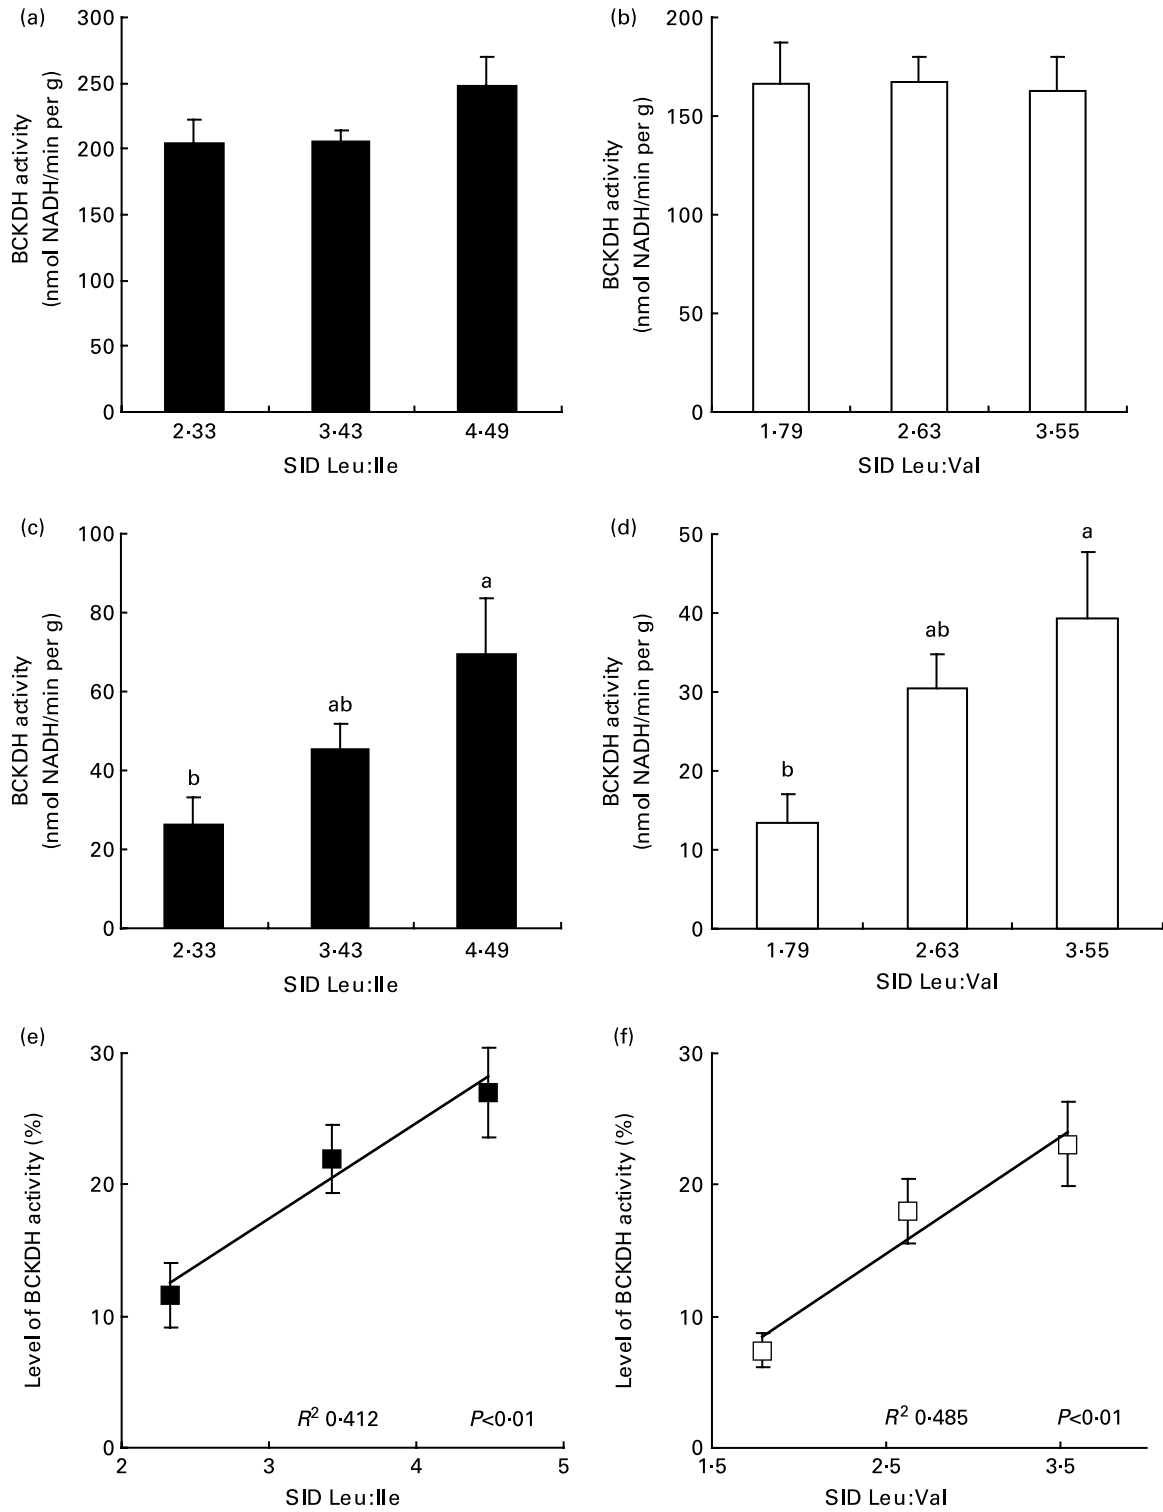 (a)
300
250
200
150
100
50
0
BCKDH activity
(nmol NADH/min per g)
2·33 3·43 4·49
SID Leu:Ile
(b)
200
150
100
50
0
BCKDH activity
(nmol NADH/min per g)
1·79 2·63 3·55
SID Leu:Val
(c)
100
80
60
40
20
0
BCKDH activity
(nmol NADH/min per g)
b ab a
2·33 3·43 4·49
SID Leu:Ile
(d)
50
40
30
20
10
0
BCKDH activity
(nmol NADH/min per g)
b ab a
1·79 2·63 3·55
SID Leu:Val
(e)
30
20
10
0
Level of BCKDH activity (%)
R² 0·412 P<0·01
2 3 4 5
SID Leu:Ile
(f)
30
20
10
0
Level of BCKDH activity (%)
R² 0·485 P<0·01
1·5 2·5 3·5
SID Leu:Val